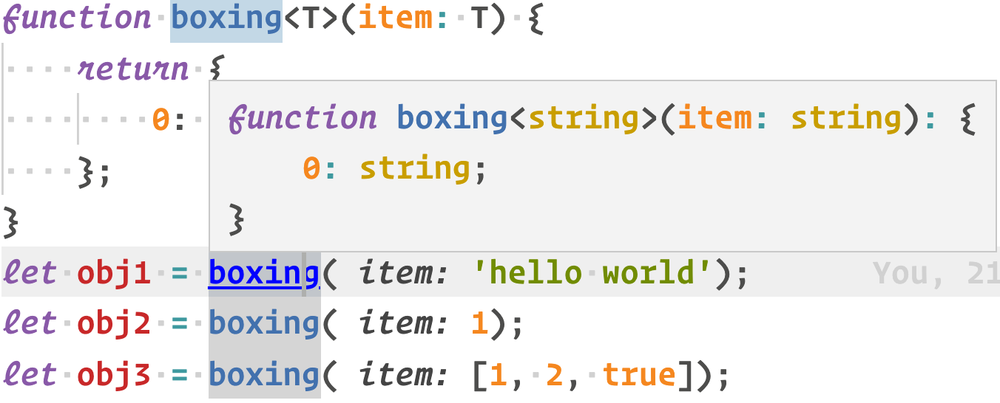 function boxing<T>(item: T) {
    return {
        0:
function boxing<string>(item: string): {
    0: string;
}
    };
}
let obj1 = boxing( item: 'hello world');    You, 21
let obj2 = boxing( item: 1);
let obj3 = boxing( item: [1, 2, true]);